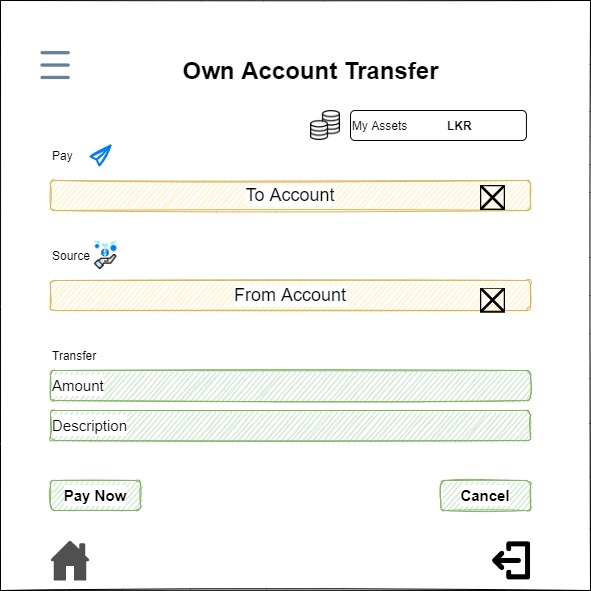 Own Account Transfer
My Assets LKR
Pay
To Account
Source
$
From Account
Transfer
Amount
Description
Pay Now Cancel